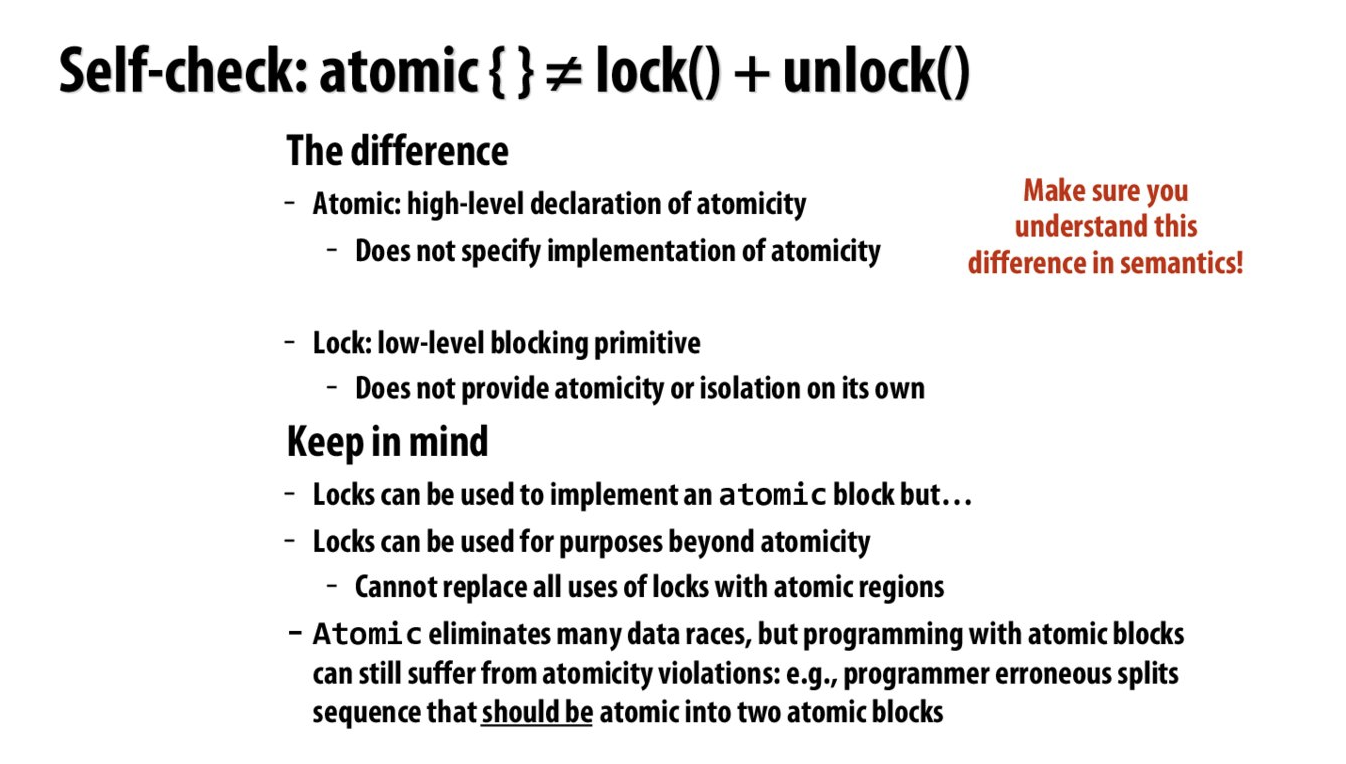 Self-check: atomic { } ≠ lock() + unlock()
The difference
- Atomic: high-level declaration of atomicity
- Does not specify implementation of atomicity
Make sure you
understand this
difference in semantics!
- Lock: low-level blocking primitive
- Does not provide atomicity or isolation on its own
Keep in mind
- Locks can be used to implement an atomic block but...
- Locks can be used for purposes beyond atomicity
- Cannot replace all uses of locks with atomic regions
- Atomic eliminates many data races, but programming with atomic blocks
can still suffer from atomicity violations: e.g., programmer erroneous splits
sequence that should be atomic into two atomic blocks